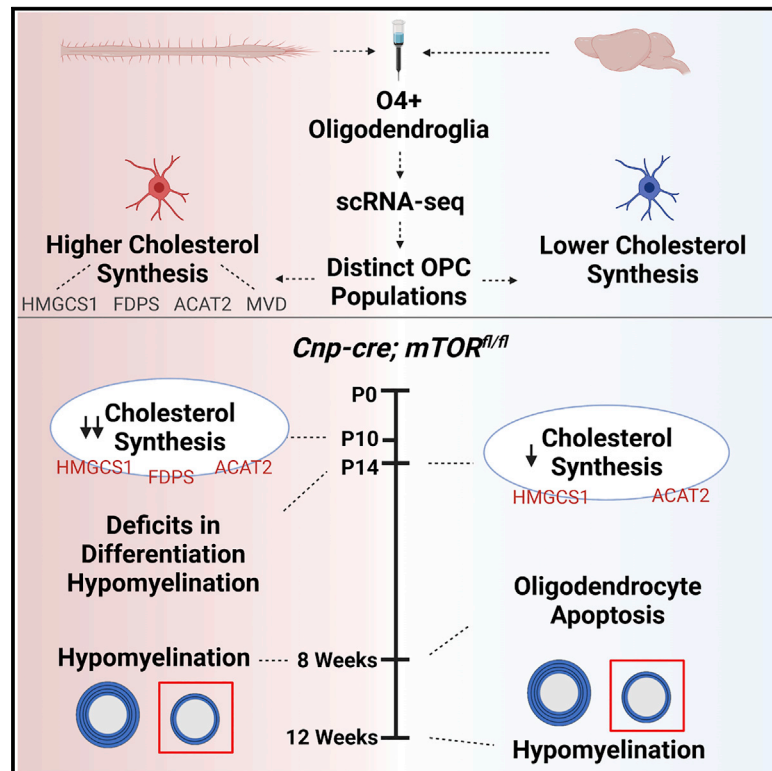 O4+
Oligodendroglia
scRNA-seq
Distinct OPC
Populations
Higher Cholesterol
Synthesis
HMGCS1 FDPS ACAT2 MVD
Lower Cholesterol
Synthesis
Cnp-cre; mTORfl/fl
P0
P10
P14
8 Weeks
12 Weeks
Cholesterol
Synthesis
HMGCS1 FDPS ACAT2
Deficits in
Differentiation
Hypomyelination
Hypomyelination
Cholesterol
Synthesis
HMGCS1 ACAT2
Oligodendrocyte
Apoptosis
Hypomyelination